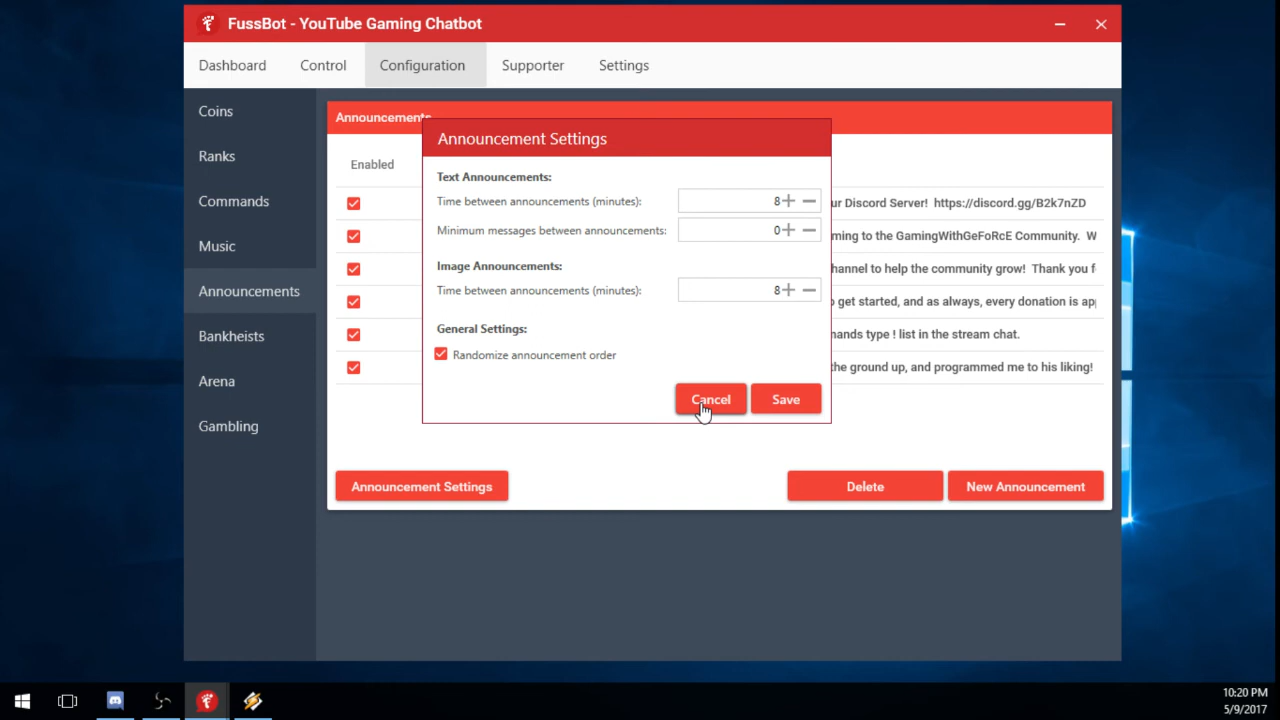 FussBot - YouTube Gaming Chatbot
Dashboard Control Configuration Supporter Settings
Coins
Ranks
Commands
Music
Announcements
Bankheists
Arena
Gambling
Announcements
Enabled
Announcement Settings
Text Announcements:
Time between announcements (minutes): 8
Minimum messages between announcements: 0
Image Announcements:
Time between announcements (minutes): 8
General Settings:
Randomize announcement order
Cancel Save
ur Discord Server! https://discord.gg/B2k7nZD
ming to the GamingWithGeFoRcE Community. W
hannel to help the community grow! Thank you f
get started, and as always, every donation is ap
mands type ! list in the stream chat.
the ground up, and programmed me to his liking!
Announcement Settings Delete New Announcement
10:20 PM
5/9/2017